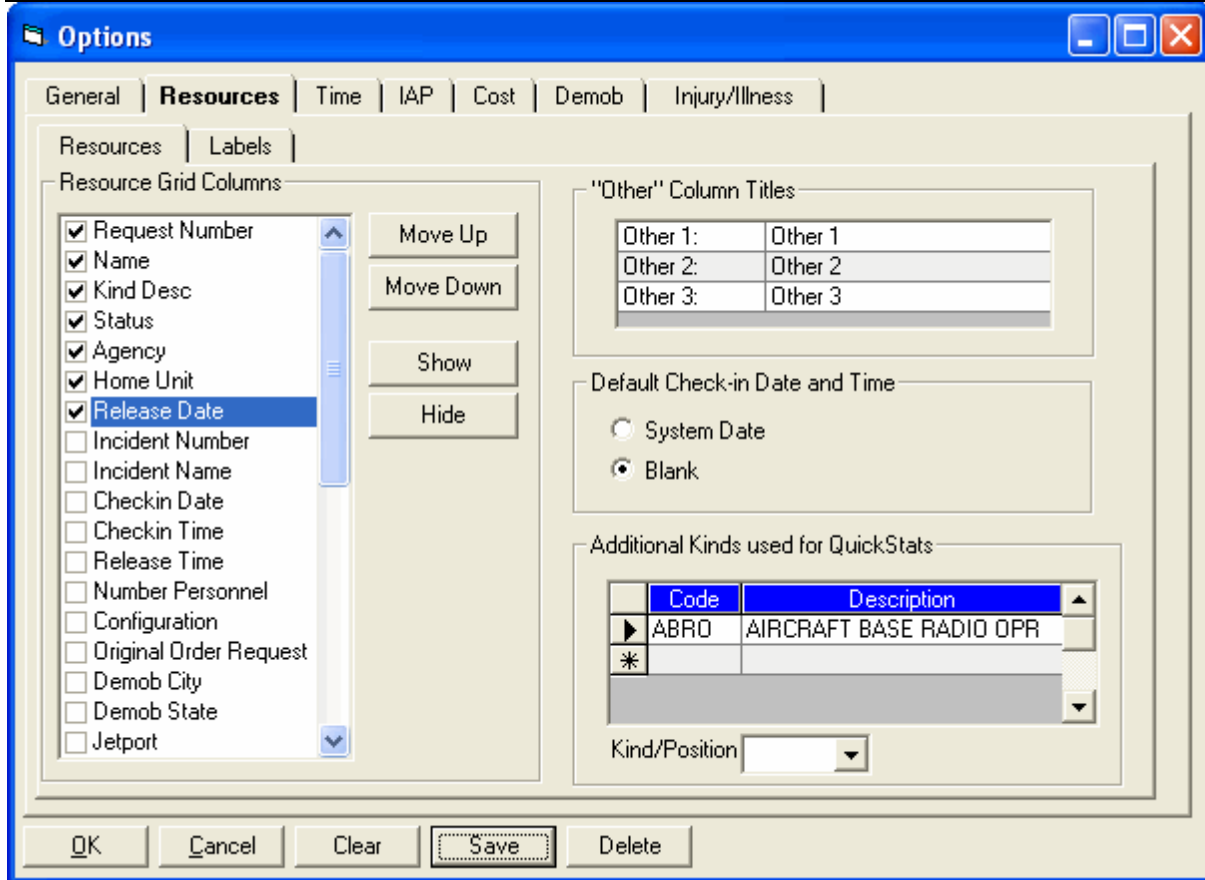 Options
General Resources Time IAP Cost Demob Injury/Illness
Resources Labels
Resource Grid Columns
Request Number
Name
Kind Desc
Status
Agency
Home Unit
Release Date
Incident Number
Incident Name
Checkin Date
Checkin Time
Release Time
Number Personnel
Configuration
Original Order Request
Demob City
Demob State
Jetport
Move Up
Move Down
Show
Hide
"Other" Column Titles
Other 1: Other 1
Other 2: Other 2
Other 3: Other 3
Default Check-in Date and Time
System Date
Blank
Additional Kinds used for QuickStats
Code Description
ABRO AIRCRAFT BASE RADIO OPR
Kind/Position
OK Cancel Clear Save Delete